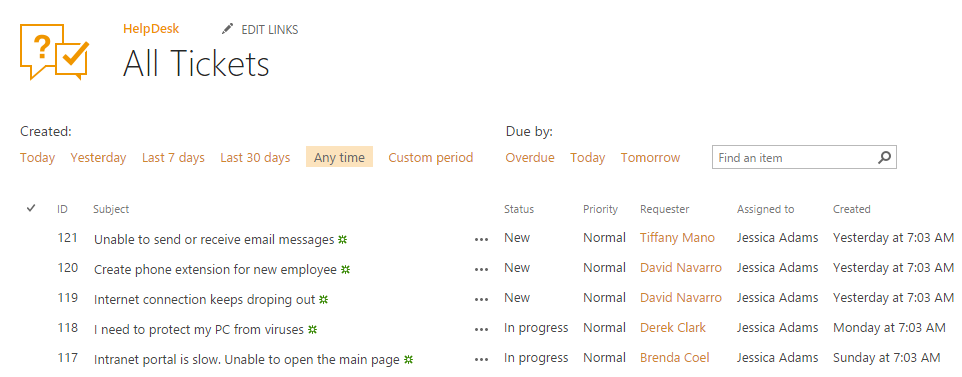 HelpDesk EDIT LINKS
All Tickets
Created: Due by:
Today Yesterday Last 7 days Last 30 days Any time Custom period Overdue Today Tomorrow Find an item
ID Subject Status Priority Requester Assigned to Created
121 Unable to send or receive email messages ... New Normal Tiffany Mano Jessica Adams Yesterday at 7:03 AM
120 Create phone extension for new employee ... New Normal David Navarro Jessica Adams Yesterday at 7:03 AM
119 Internet connection keeps droping out ... New Normal David Navarro Jessica Adams Yesterday at 7:03 AM
118 I need to protect my PC from viruses ... In progress Normal Derek Clark Jessica Adams Monday at 7:03 AM
117 Intranet portal is slow. Unable to open the main page ... In progress Normal Brenda Coel Jessica Adams Sunday at 7:03 AM